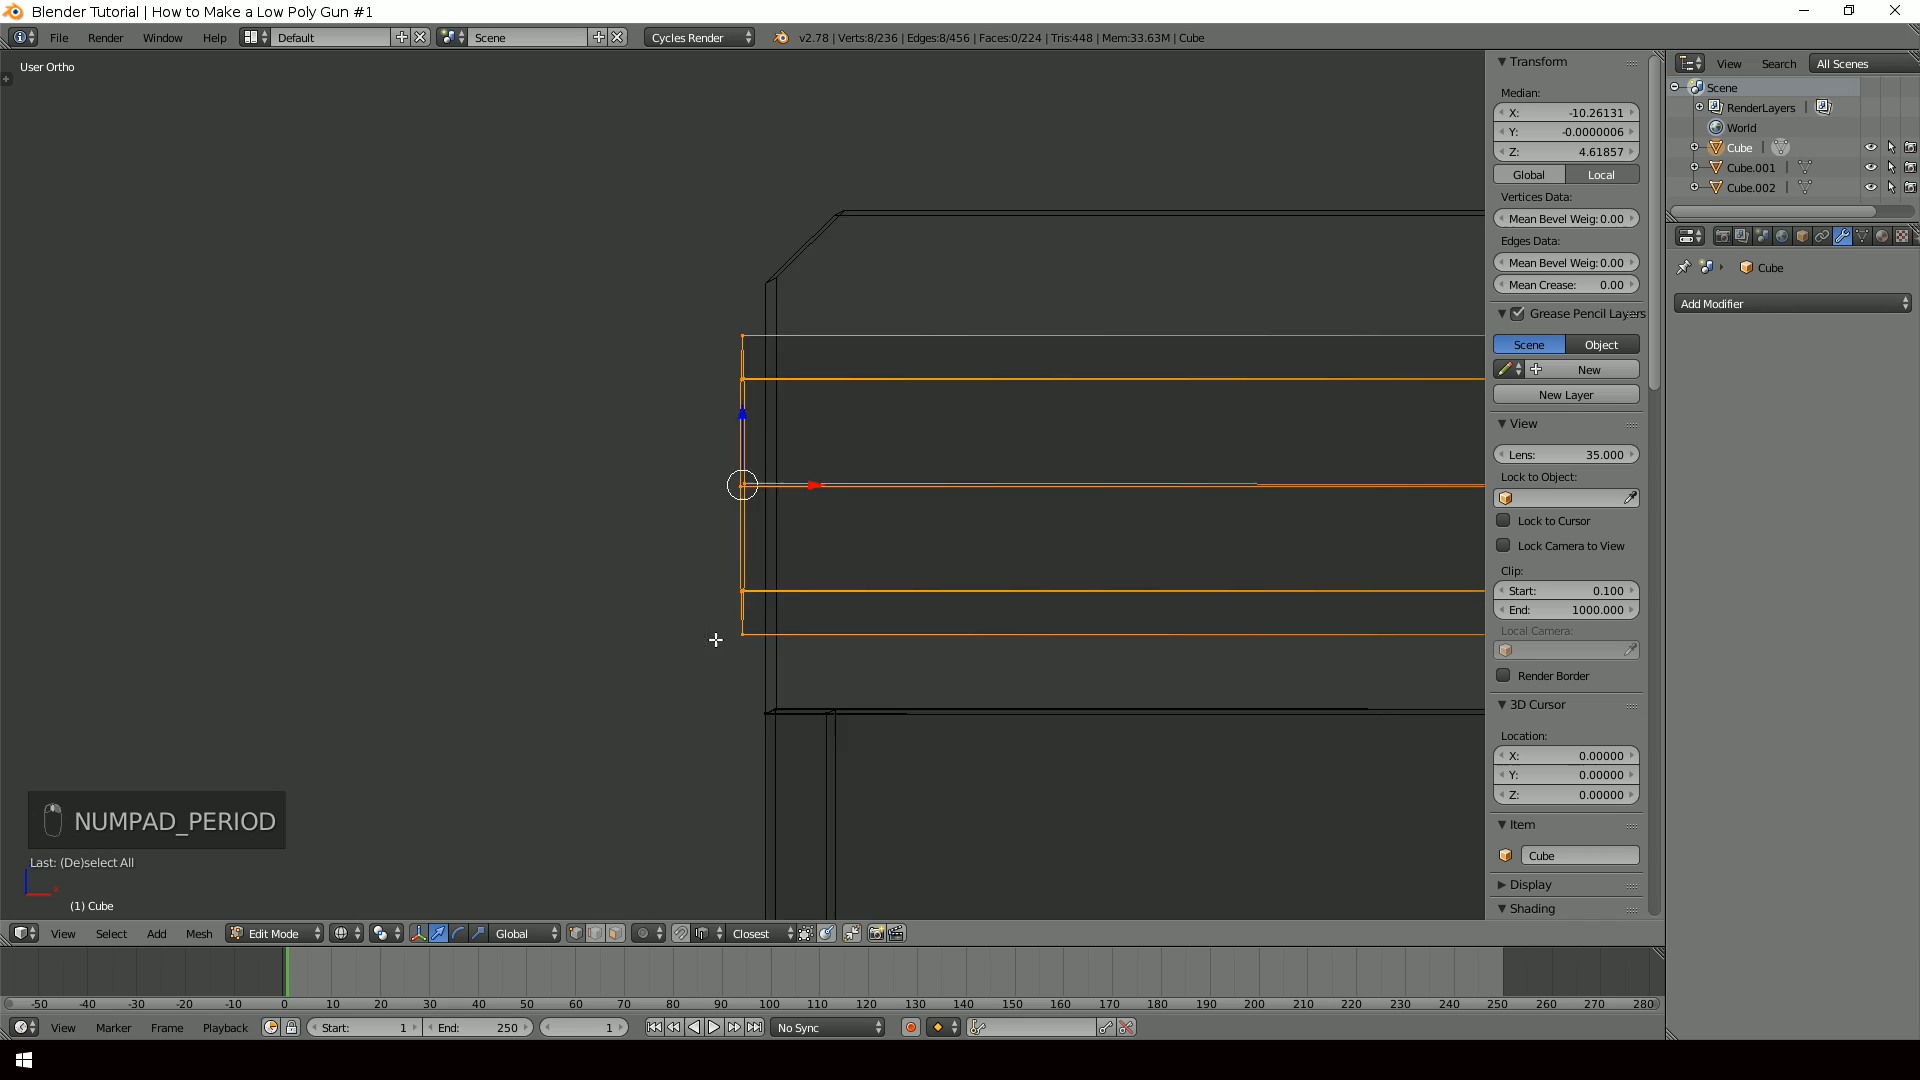 Blender Tutorial | How to Make a Low Poly Gun #1
File Render Window Help Default Scene Cycles Render v2.78 | Verts:8/236 | Edges:8/456 | Faces:0/224 | Tris:448 | Mem:33.63M | Cube
User Ortho
Transform
Median:
X: -10.26131
Y: -0.0000006
Z: 4.61857
Global Local
Vertices Data:
Mean Bevel Weig: 0.00
Edges Data:
Mean Bevel Weig: 0.00
Mean Crease: 0.00
Grease Pencil Layers
Scene Object
New
New Layer
View
Lens: 35.000
Lock to Object:
Lock to Cursor
Lock Camera to View
Clip:
Start: 0.100
End: 1000.000
Local Camera:
Render Border
3D Cursor
Location:
X: 0.00000
Y: 0.00000
Z: 0.00000
Item
Cube
Display
Shading
View Search All Scenes
Scene
RenderLayers |
World
Cube |
Cube.001 |
Cube.002 |
Cube
Add Modifier
NUMPAD_PERIOD
Last: (De)select All
(1) Cube
View Select Add Mesh Edit Mode Global Closest
-50 -40 -30 -20 -10 0 10 20 30 40 50 60 70 80 90 100 110 120 130 140 150 160 170 180 190 200 210 220 230 240 250 260 270 280
View Marker Frame Playback Start: 1 End: 250 1 No Sync